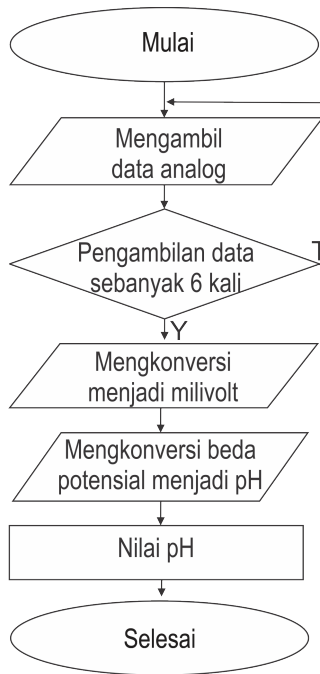 Mulai
Mengambil
data analog
Pengambilan data
sebanyak 6 kali
T
Y
Mengkonversi
menjadi milivolt
Mengkonversi beda
potensial menjadi pH
Nilai pH
Selesai